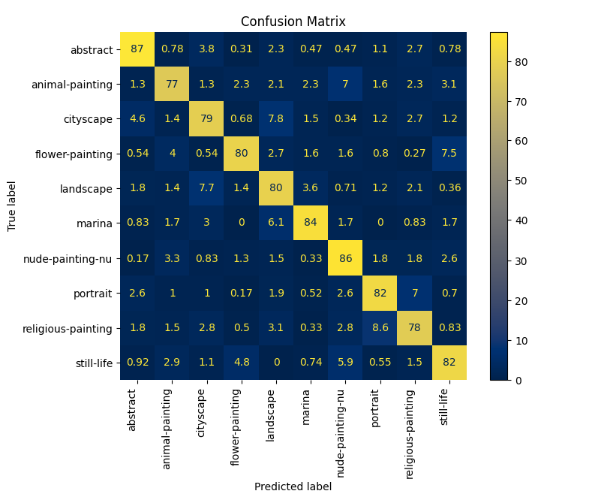 Confusion Matrix
True label
abstract 87 0.78 3.8 0.31 2.3 0.47 0.47 1.1 2.7 0.78
animal-painting 1.3 77 1.3 2.3 2.1 2.3 7 1.6 2.3 3.1
cityscape 4.6 1.4 79 0.68 7.8 1.5 0.34 1.2 2.7 1.2
flower-painting 0.54 4 0.54 80 2.7 1.6 1.6 0.8 0.27 7.5
landscape 1.8 1.4 7.7 1.4 80 3.6 0.71 1.2 2.1 0.36
marina 0.83 1.7 3 0 6.1 84 1.7 0 0.83 1.7
nude-painting-nu 0.17 3.3 0.83 1.3 1.5 0.33 86 1.8 1.8 2.6
portrait 2.6 1 1 0.17 1.9 0.52 2.6 82 7 0.7
religious-painting 1.8 1.5 2.8 0.5 3.1 0.33 2.8 8.6 78 0.83
still-life 0.92 2.9 1.1 4.8 0 0.74 5.9 0.55 1.5 82
abstract
animal-painting
cityscape
flower-painting
landscape
marina
nude-painting-nu
portrait
religious-painting
still-life
Predicted label
80
70
60
50
40
30
20
10
0